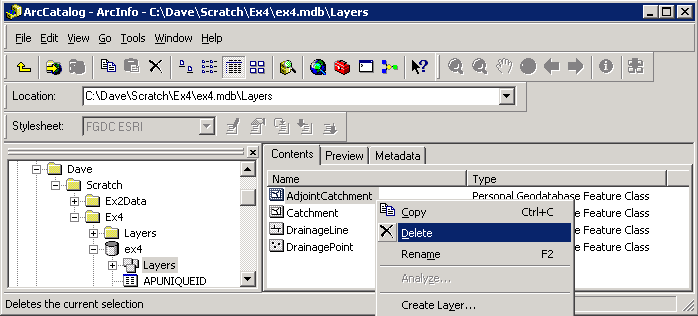 ArcCatalog - ArcInfo - C:\Dave\Scratch\Ex4\ex4.mdb\Layers
File Edit View Go Tools Window Help
Location: C:\Dave\Scratch\Ex4\ex4.mdb\Layers
Stylesheet: FGDC ESRI
Dave
Scratch
Ex2Data
Ex4
Layers
ex4
Layers
APUNIQUEID
Contents Preview Metadata
Name Type
AdjointCatchment Personal Geodatabase Feature Class
Catchment Feature Class
DrainageLine Feature Class
DrainagePoint Feature Class
Copy Ctrl+C
Delete
Rename F2
Analyze...
Create Layer...
Deletes the current selection